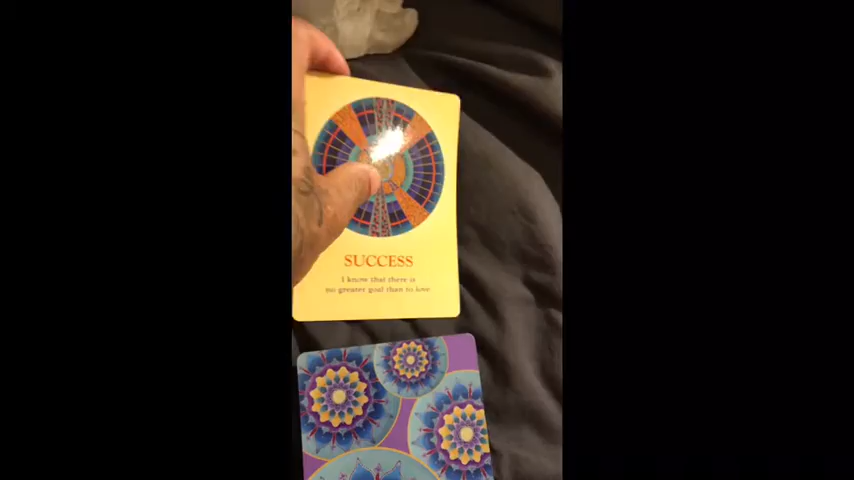 SUCCESS
I know that there is
no greater goal than to love